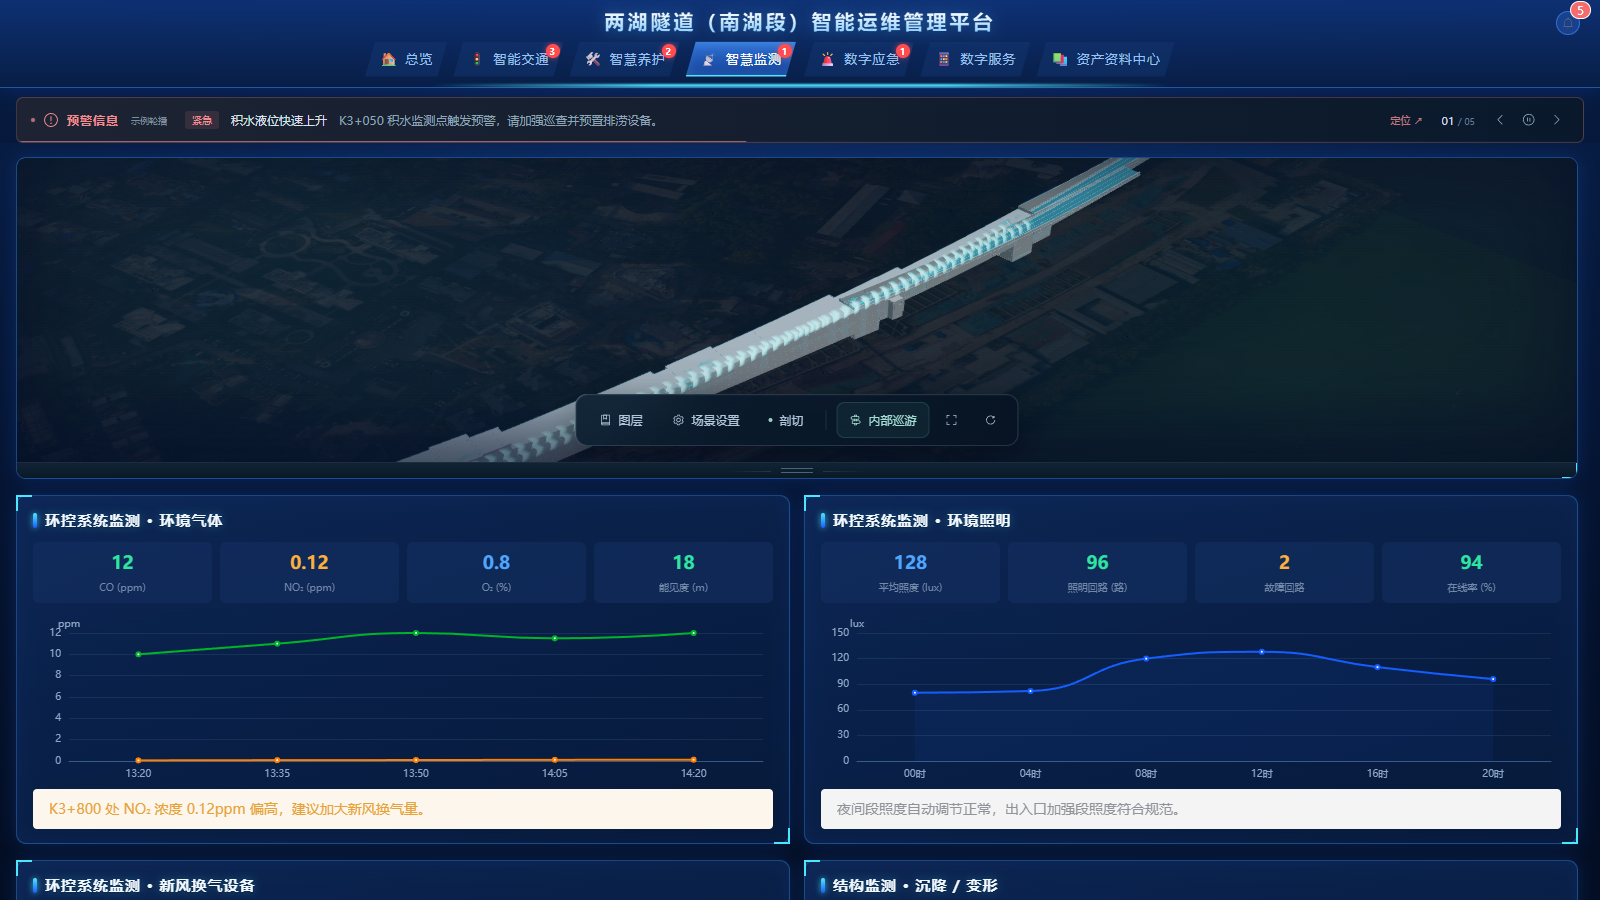 两湖隧道（南湖段）智能运维管理平台
5
总览
智能交通 3
智慧养护 2
智慧监测 1
数字应急 1
数字服务
资产资料中心
预警信息 示例轮播 紧急 积水液位快速上升 K3+050 积水监测点触发预警，请加强巡查并预置排涝设备。 定位 ↗ 01 / 05
图层 场景设置 剖切 内部巡游
环控系统监测 • 环境气体
12 0.12 0.8 18
CO (ppm) NO₂ (ppm) O₂ (%) 能见度 (m)
ppm
12
10
8
6
4
2
0
13:20 13:35 13:50 14:05 14:20
K3+800 处 NO₂ 浓度 0.12ppm 偏高，建议加大新风换气量。
环控系统监测 • 环境照明
128 96 2 94
平均照度 (lux) 照明回路 (路) 故障回路 在线率 (%)
lux
150
120
90
60
30
0
00时 04时 08时 12时 16时 20时
夜间段照度自动调节正常，出入口加强段照度符合规范。
环控系统监测 • 新风换气设备
结构监测 • 沉降 / 变形